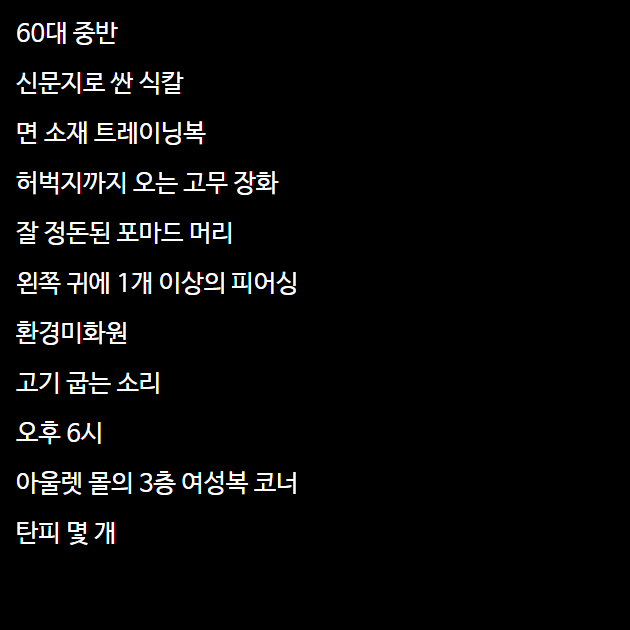 60대 중반
신문지로 싼 식칼
면 소재 트레이닝복
허벅지까지 오는 고무 장화
잘 정돈된 포마드 머리
왼쪽 귀에 1개 이상의 피어싱
환경미화원
고기 굽는 소리
오후 6시
아울렛 몰의 3층 여성복 코너
탄피 몇 개